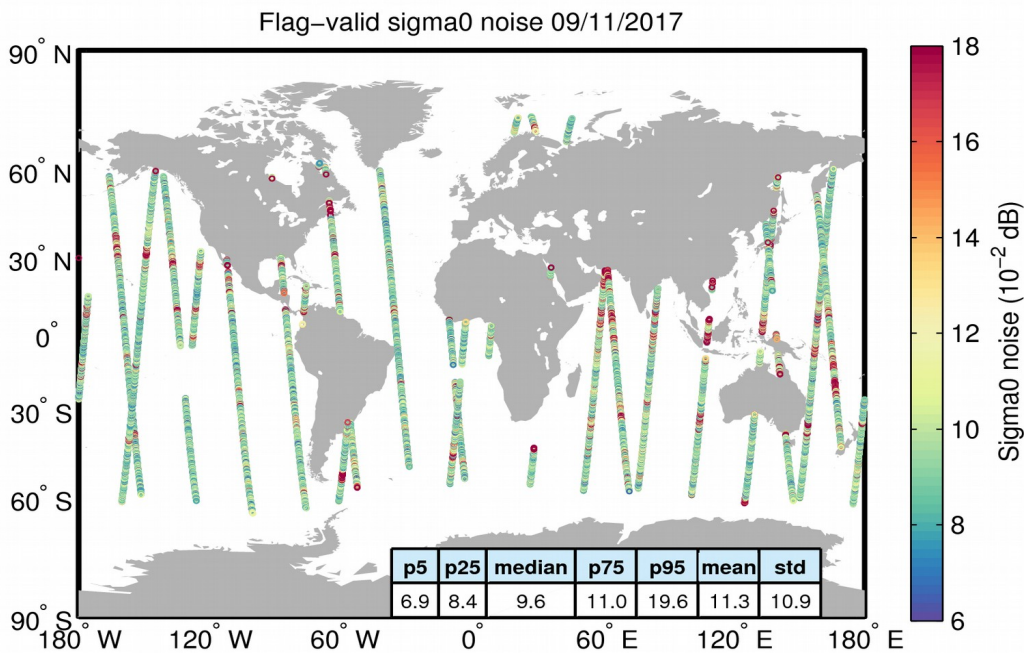 Flag−valid sigma0 noise 09/11/2017
90° N
60° N
30° N
0°
30° S
60° S
90° S
180° W
120° W
60° W
0°
60° E
120° E
180° E
p5 p25 median p75 p95 mean std
6.9 8.4 9.6 11.0 19.6 11.3 10.9
18
16
14
12
10
8
6
Sigma0 noise (10⁻² dB)